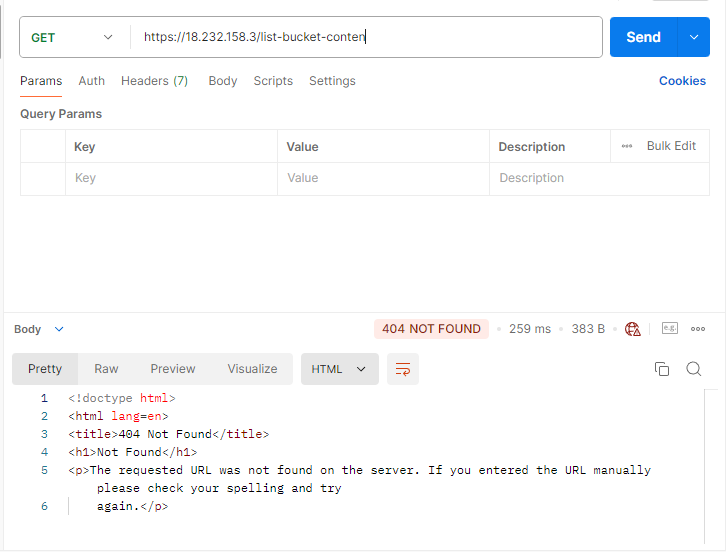 GET https://18.232.158.3/list-bucket-conten Send
Params Auth Headers (7) Body Scripts Settings Cookies
Query Params
Key Value Description Bulk Edit
Key Value Description
Body 404 NOT FOUND 259 ms 383 B e.g.
Pretty Raw Preview Visualize HTML
1 <!doctype html>
2 <html lang=en>
3 <title>404 Not Found</title>
4 <h1>Not Found</h1>
5 <p>The requested URL was not found on the server. If you entered the URL manually
please check your spelling and try
6 again.</p>